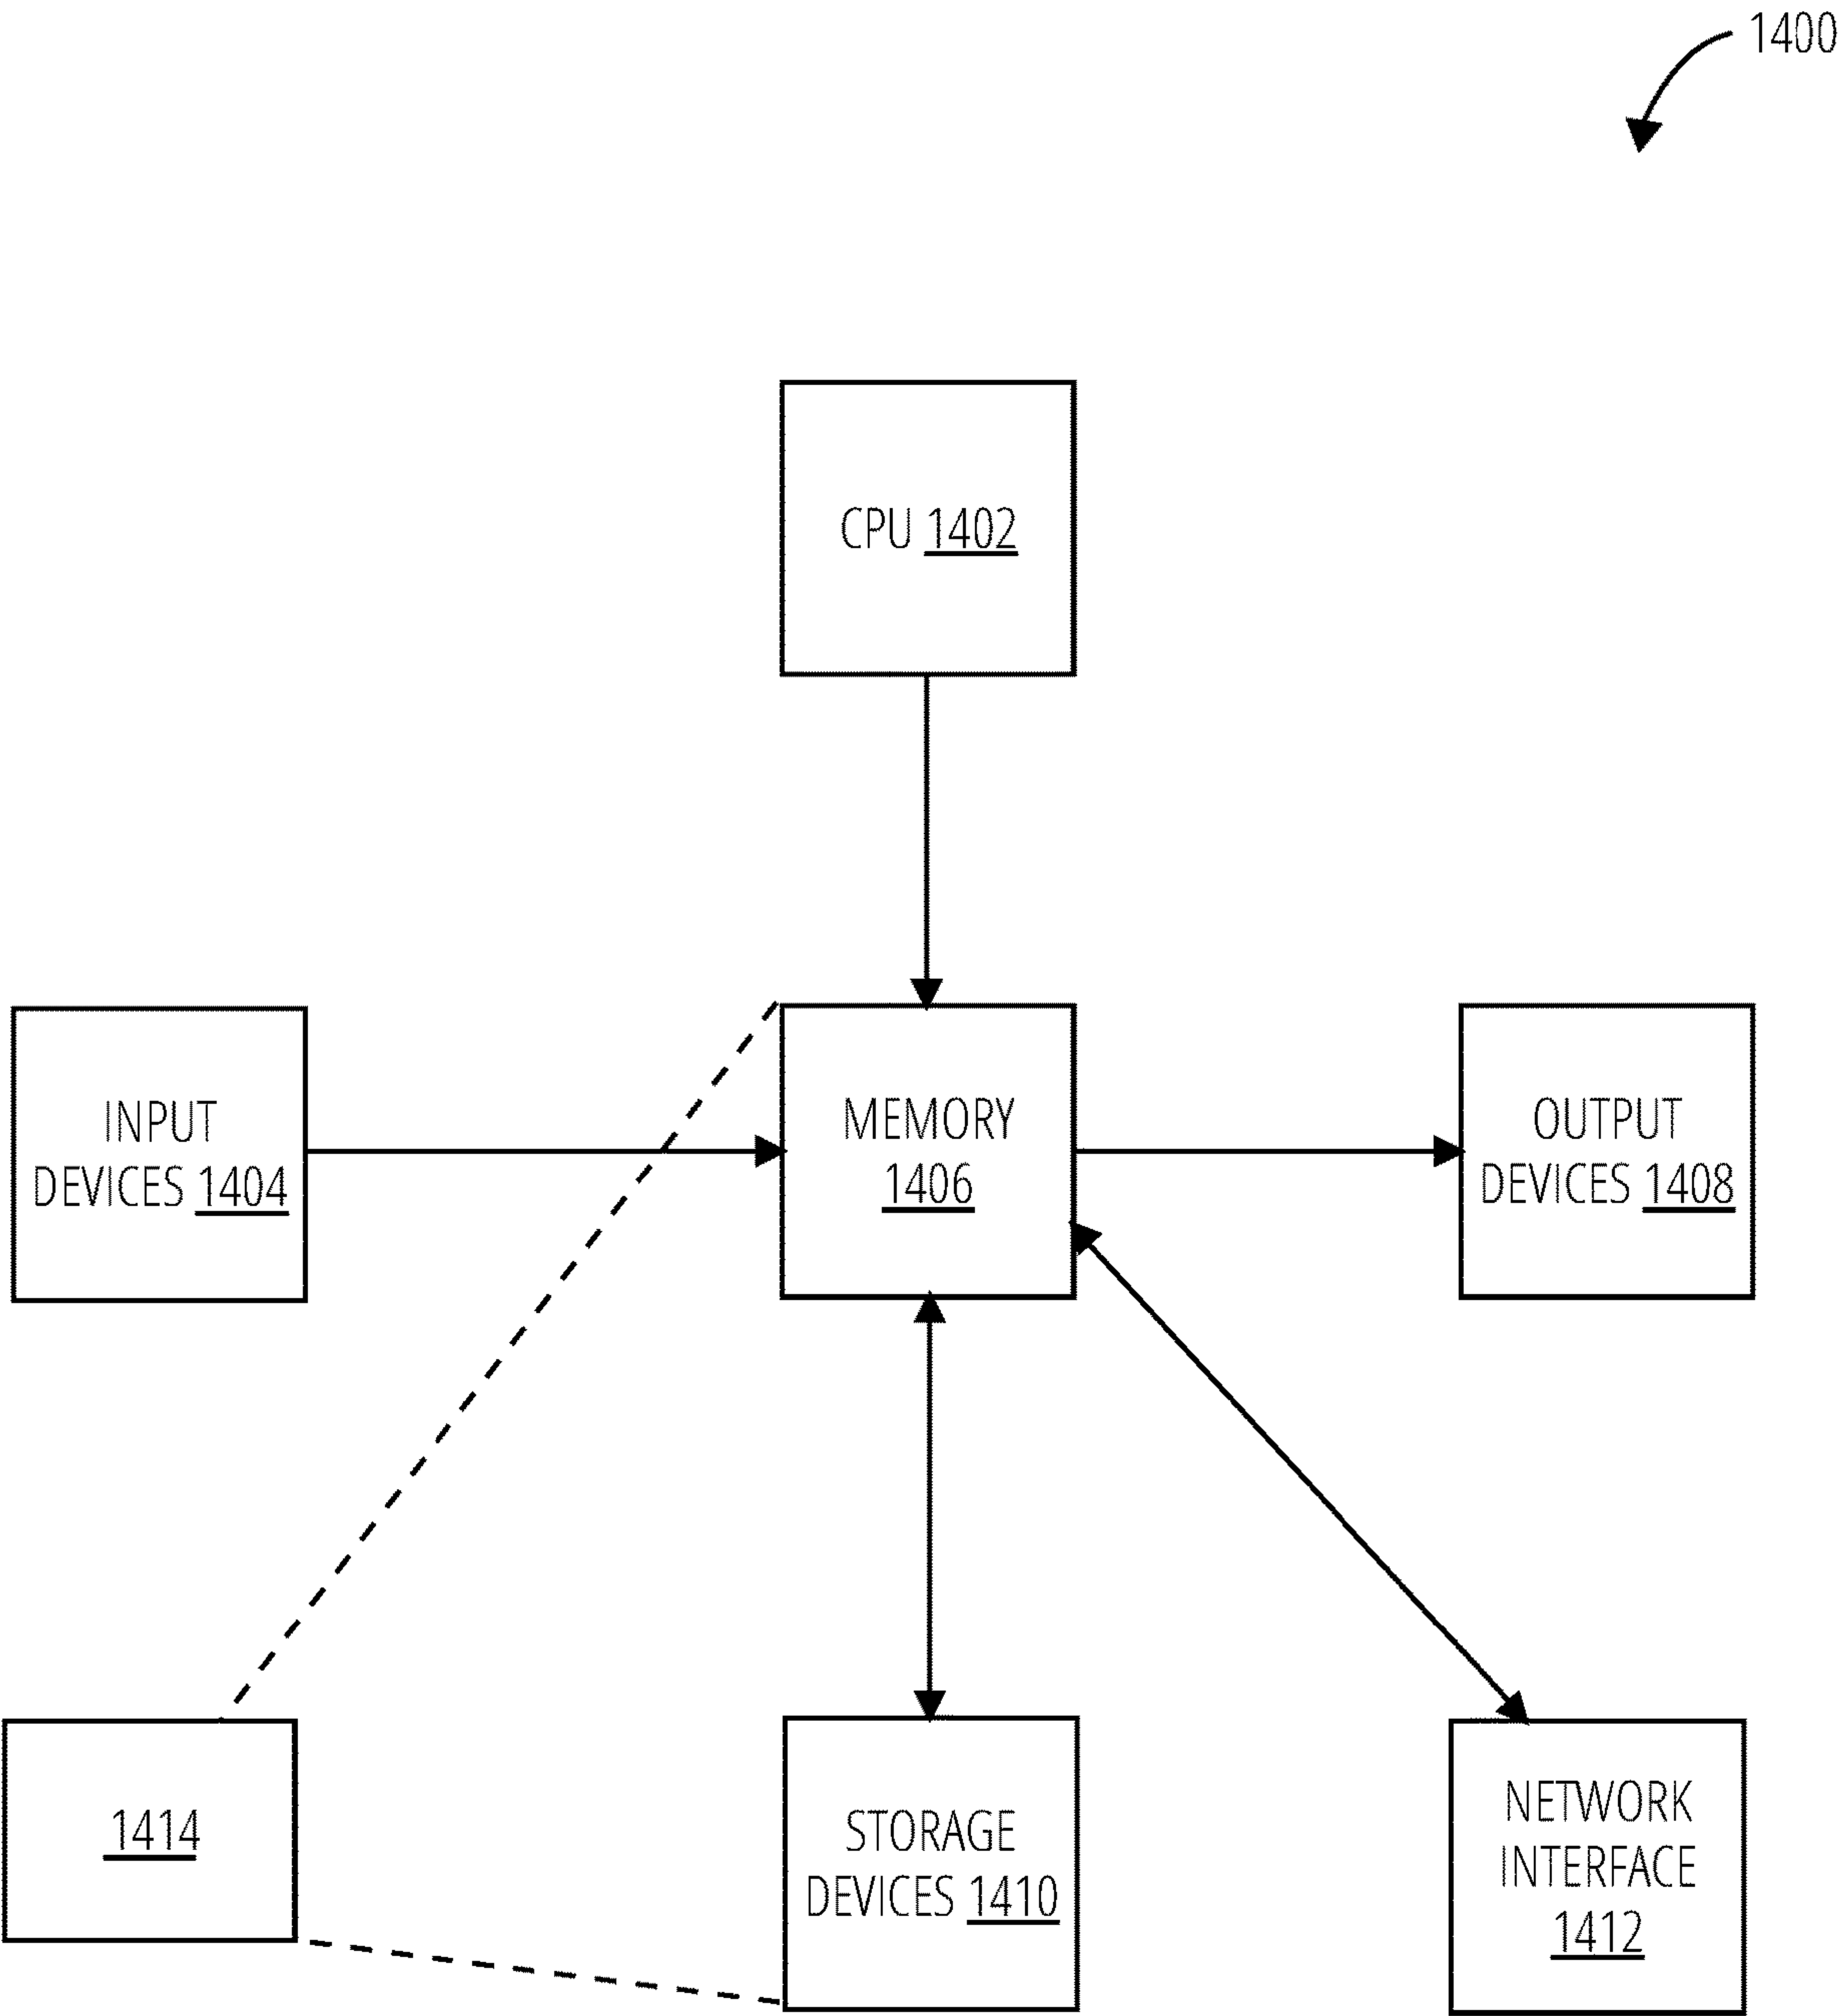 1400
CPU 1402
INPUT
DEVICES 1404
MEMORY
1406
OUTPUT
DEVICES 1408
1414
STORAGE
DEVICES 1410
NETWORK
INTERFACE
1412